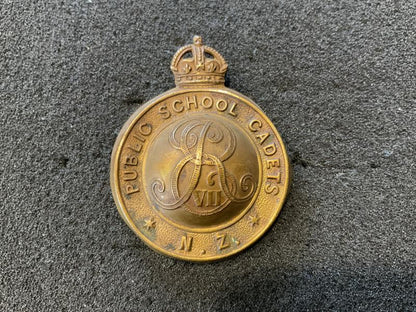 PUBLIC SCHOOL CADETS
ER
VII
N.Z.